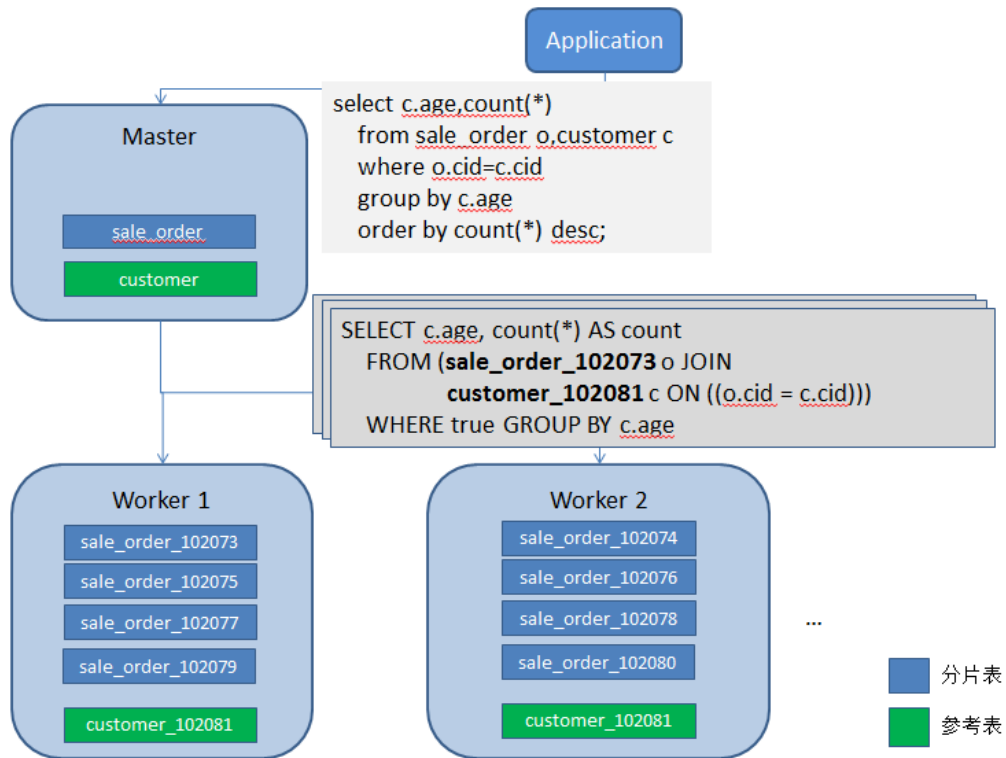 Application
select c.age,count(*)
from sale_order o,customer c
where o.cid=c.cid
group by c.age
order by count(*) desc;
Master
sale_order
customer
SELECT c.age, count(*) AS count
FROM (sale_order_102073 o JOIN
customer_102081 c ON ((o.cid = c.cid)))
WHERE true GROUP BY c.age
Worker 1
sale_order_102073
sale_order_102075
sale_order_102077
sale_order_102079
customer_102081
Worker 2
sale_order_102074
sale_order_102076
sale_order_102078
sale_order_102080
customer_102081
...
分片表
参考表